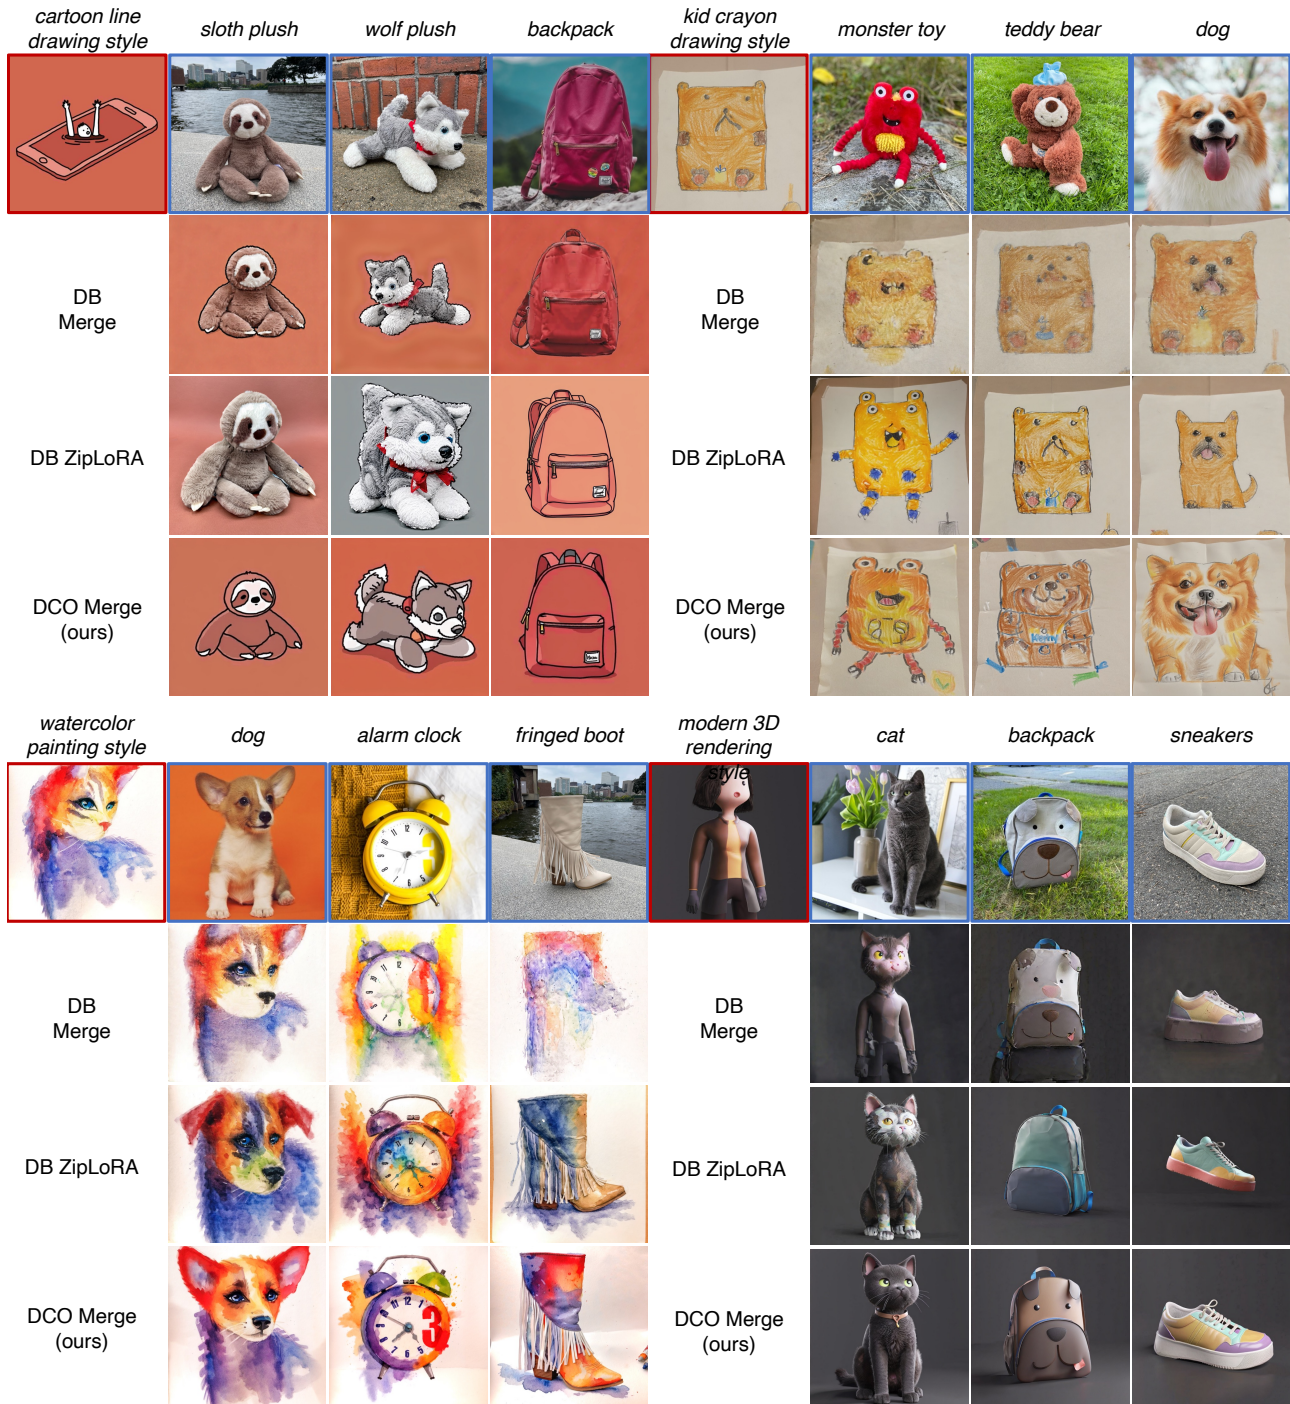 cartoon line
drawing style
sloth plush
wolf plush
backpack
kid crayon
drawing style
monster toy
teddy bear
dog
DB
Merge
DB
Merge
DB ZipLoRA
DB ZipLoRA
DCO Merge
(ours)
DCO Merge
(ours)
watercolor
painting style
dog
alarm clock
fringed boot
modern 3D
rendering
style
cat
backpack
sneakers
DB
Merge
DB
Merge
DB ZipLoRA
DB ZipLoRA
DCO Merge
(ours)
3
DCO Merge
(ours)